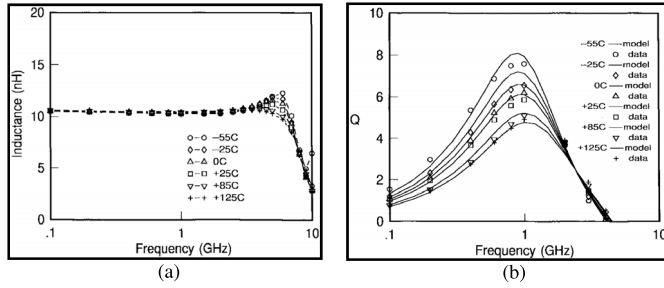 20
15
10
5
0
Inductance (nH)
–55C
–25C
0C
+25C
+85C
+125C
.1
1
10
Frequency (GHz)
(a)
10
8
6
4
2
0
Q
–55C model
data
–25C model
data
0C model
data
+25C model
data
+85C model
data
+125C model
data
0.1
1
10
Frequency (GHz)
(b)